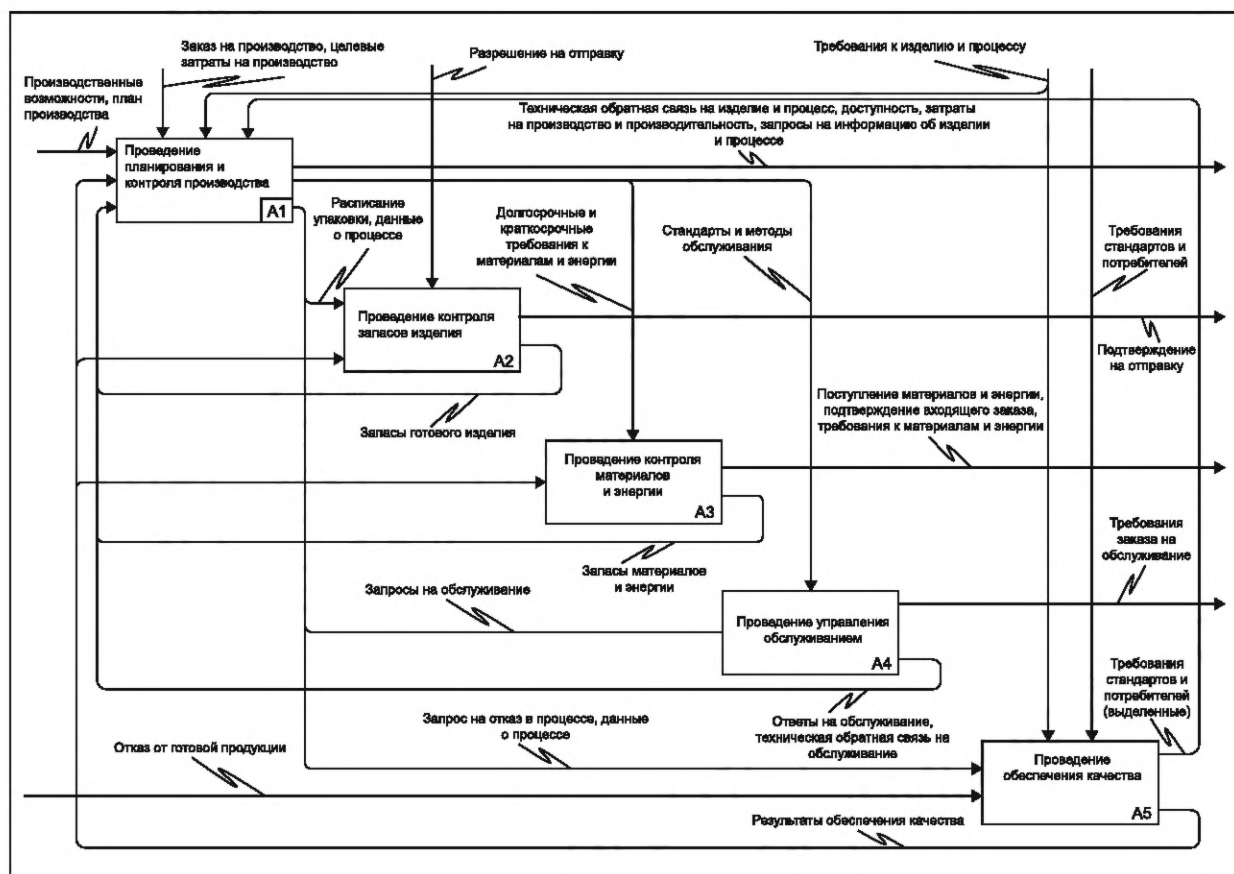 Заказ на производство, целевые
затраты на производство
Разрешение на отправку
Требования к изделию и процессу
Производственные
возможности, план
производства
Техническая обратная связь на изделие и процесс, доступность, затраты
на производство и производительность, запросы на информацию об изделии
и процессе
Проведение
планирования и
контроля производства
A1
Расписание
упаковки, данные
о процессе
Долгосрочные и
краткосрочные
требования к
материалам и энергии
Стандарты и методы
обслуживания
Требования
стандартов и
потребителей
Проведение контроля
запасов изделия
A2
Подтверждение
на отправку
Запасы готового изделия
Поступление материалов и энергии,
подтверждение входящего заказа,
требования к материалам и энергии
Проведение контроля
материалов
и энергии
A3
Запасы материалов
и энергии
Требования
заказа на
обслуживание
Запросы на обслуживание
Проведение управления
обслуживанием
A4
Требования
стандартов и
потребителей
(выделенные)
Запрос на отказ в процессе, данные
о процессе
Ответы на обслуживание,
техническая обратная связь на
обслуживание
Отказ от готовой продукции
Проведение
обеспечения качества
A5
Результаты обеспечения качества